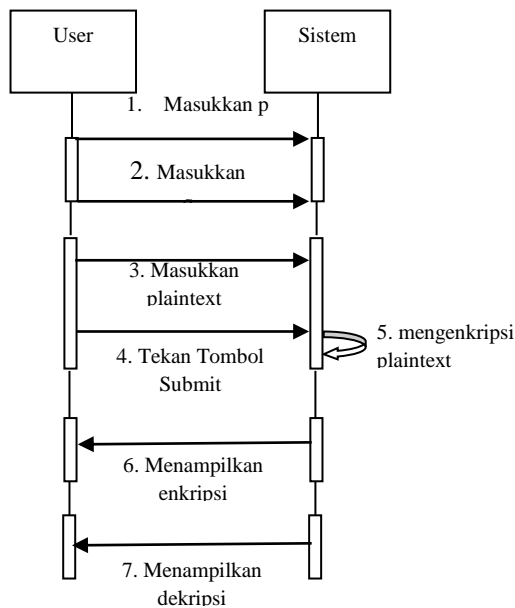 User
Sistem
1. Masukkan p
2. Masukkan
3. Masukkan
plaintext
4. Tekan Tombol
Submit
5. mengenkripsi
plaintext
6. Menampilkan
enkripsi
7. Menampilkan
dekripsi